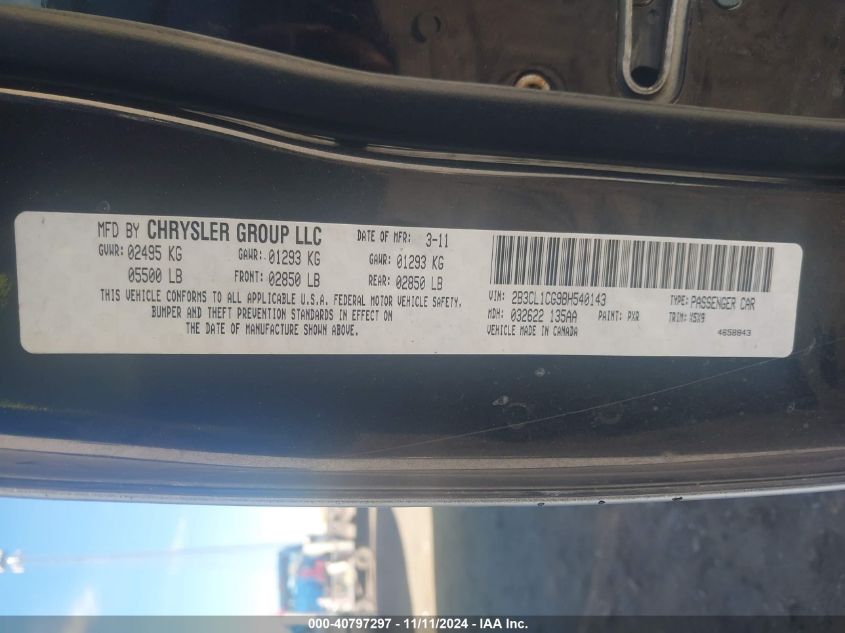 MFD BY CHRYSLER GROUP LLC DATE OF MFR: 3-11
GVWR: 02495 KG GAWR: 01293 KG GAWR: 01293 KG
05500 LB FRONT: 02850 LB REAR: 02850 LB
THIS VEHICLE CONFORMS TO ALL APPLICABLE U.S.A. FEDERAL MOTOR VEHICLE SAFETY,
BUMPER AND THEFT PREVENTION STANDARDS IN EFFECT ON
THE DATE OF MANUFACTURE SHOWN ABOVE.
VIN: 2B3CL1CG9BH540143 TYPE: PASSENGER CAR
MDH: 032622 135AA PAINT: PXR TRIM: X5X9
VEHICLE MADE IN CANADA 4658843
000-40797297 - 11/11/2024 - IAA Inc.